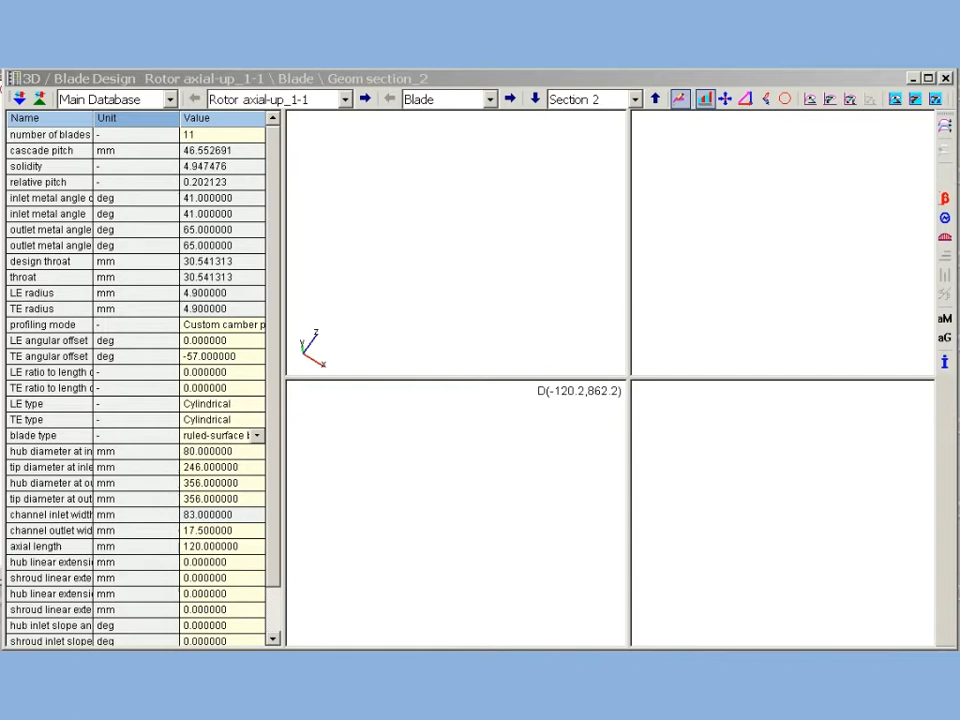 3D / Blade Design   Rotor axial-up_1-1 \ Blade \ Geom section_2
Main Database Rotor axial-up_1-1 Blade Section 2
Name Unit Value
number of blades - 11
cascade pitch mm 46.552691
solidity - 4.947476
relative pitch - 0.202123
inlet metal angle c deg 41.000000
inlet metal angle deg 41.000000
outlet metal angle deg 65.000000
outlet metal angle deg 65.000000
design throat mm 30.541313
throat mm 30.541313
LE radius mm 4.900000
TE radius mm 4.900000
profiling mode - Custom camber p
LE angular offset deg 0.000000
TE angular offset deg -57.000000
LE ratio to length c mm 0.000000
TE ratio to length c mm 0.000000
LE type - Cylindrical
TE type - Cylindrical
blade type - ruled-surface b
hub diameter at in mm 80.000000
tip diameter at inle mm 246.000000
hub diameter at ou mm 356.000000
tip diameter at out mm 356.000000
channel inlet width mm 83.000000
channel outlet wid mm 17.500000
axial length mm 120.000000
hub linear extensi mm 0.000000
shroud linear exte mm 0.000000
hub linear extensi mm 0.000000
shroud linear exte mm 0.000000
hub inlet slope an deg 0.000000
shroud inlet slope deg 0.000000
z
y
x
D(-120.2,862.2)
β
aM
aG
i